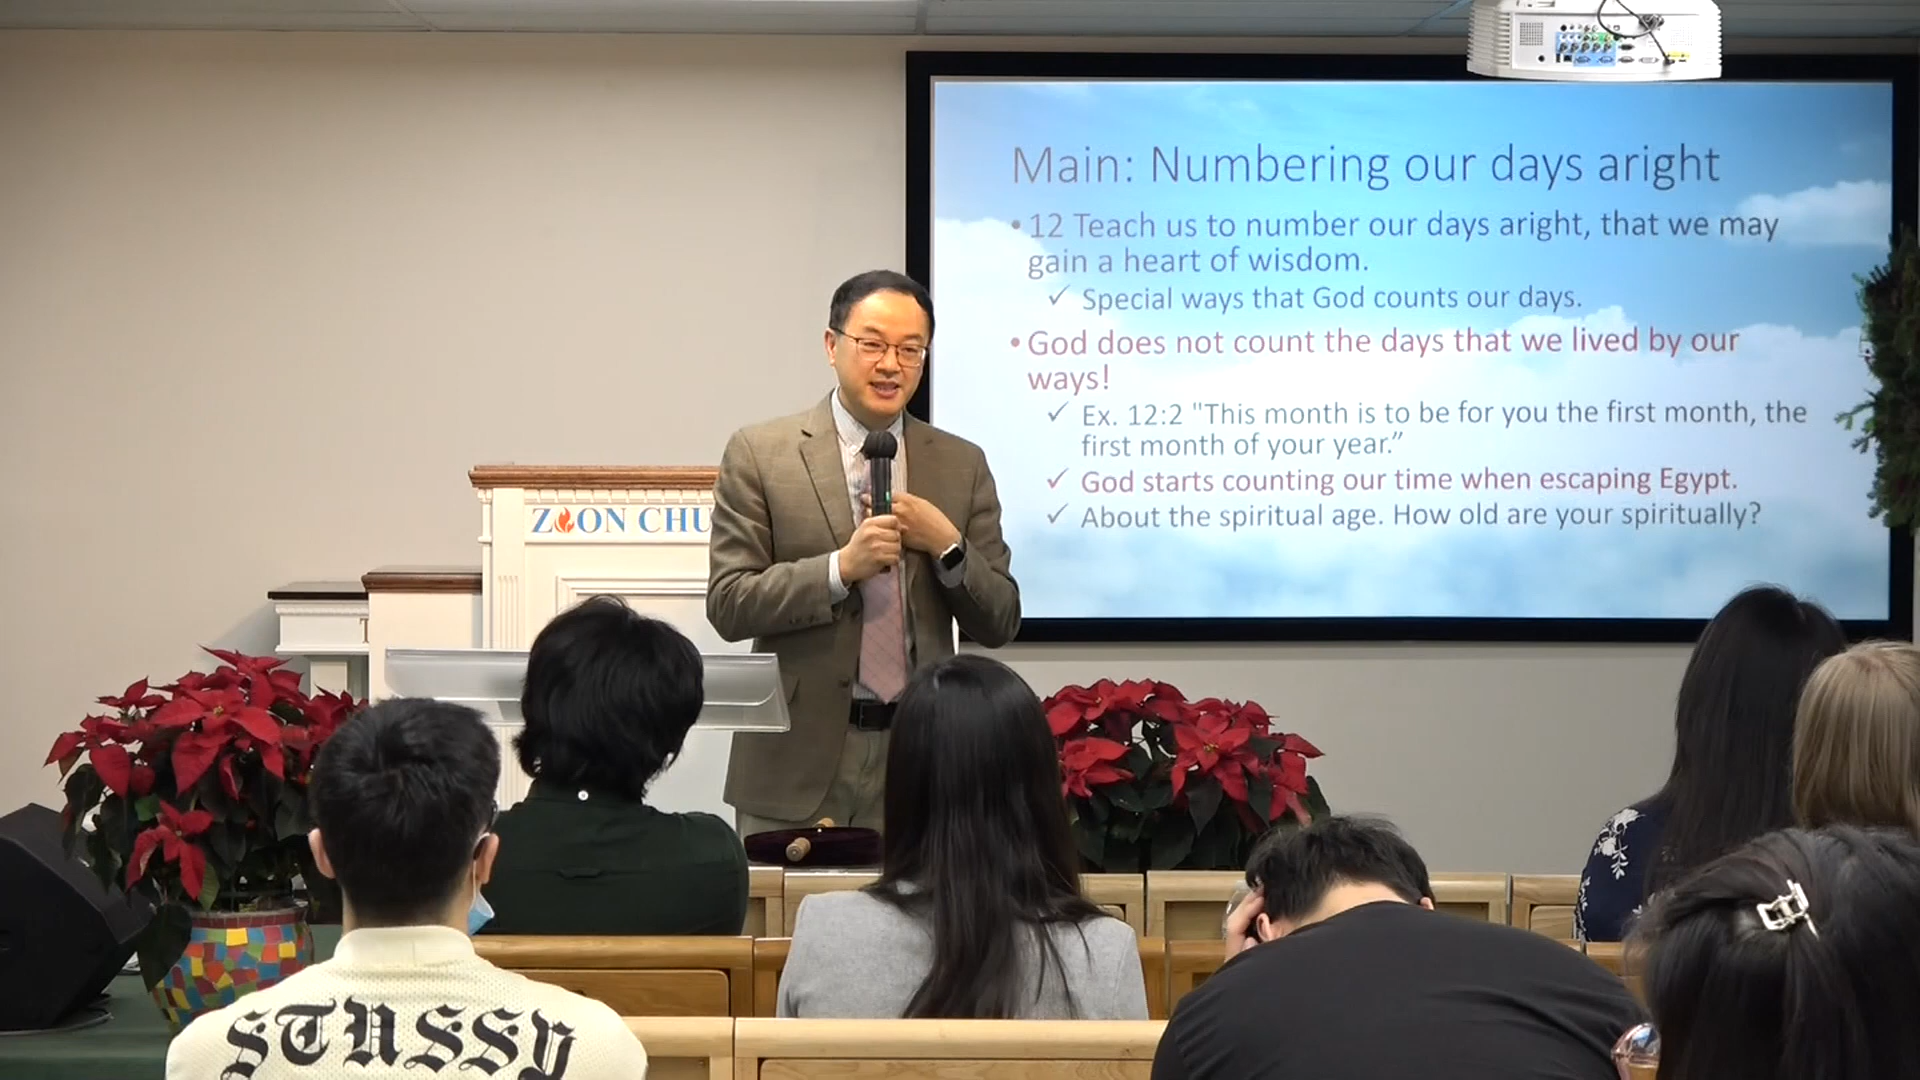 Main: Numbering our days aright
• 12 Teach us to number our days aright, that we may
gain a heart of wisdom.
✓ Special ways that God counts our days.
• God does not count the days that we lived by our
ways!
✓ Ex. 12:2 "This month is to be for you the first month, the
first month of your year.”
✓ God starts counting our time when escaping Egypt.
✓ About the spiritual age. How old are your spiritually?
ZION CHU
STUSSY